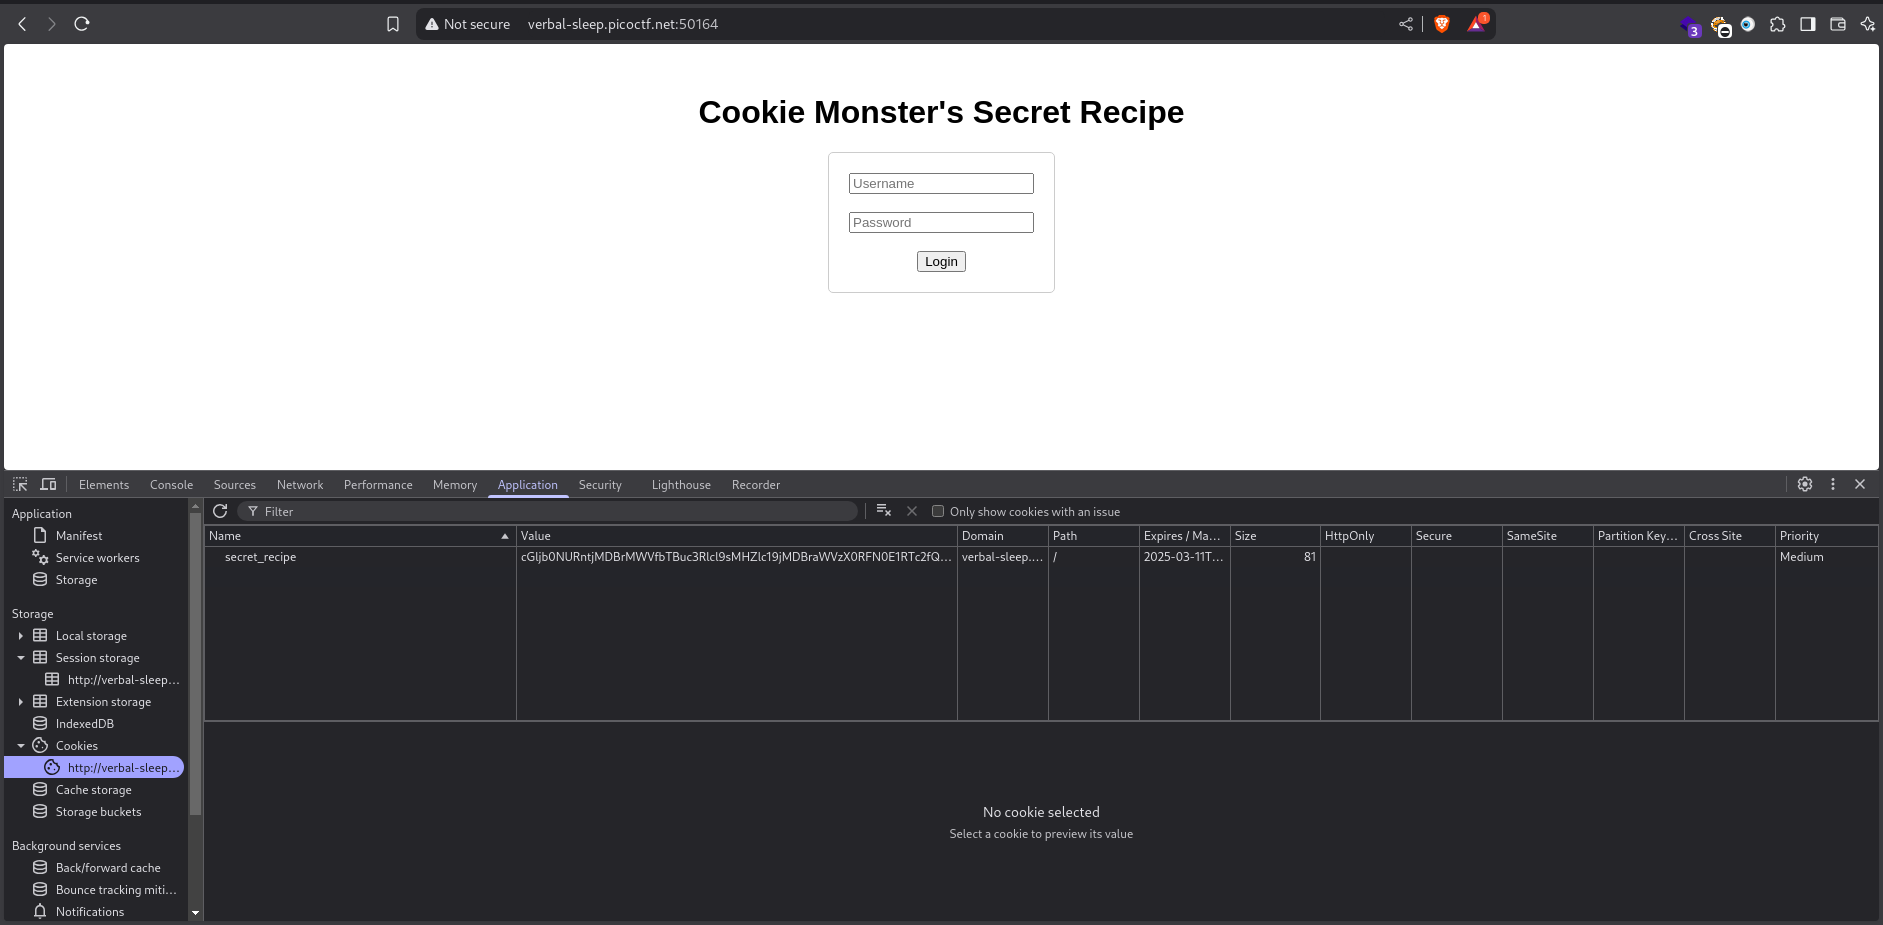 Not secure verbal-sleep.picoctf.net:50164
1
3
Cookie Monster's Secret Recipe
Username
Password
Login
Elements Console Sources Network Performance Memory Application Security Lighthouse Recorder
Application
Manifest
Service workers
Storage
Storage
Local storage
Session storage
http://verbal-sleep...
Extension storage
IndexedDB
Cookies
http://verbal-sleep...
Cache storage
Storage buckets
Background services
Back/forward cache
Bounce tracking miti...
Notifications
Filter
Only show cookies with an issue
Name Value Domain Path Expires / Ma... Size HttpOnly Secure SameSite Partition Key... Cross Site Priority
secret_recipe cGljb0NURntjMDBrMWVfbTBuc3Rlcl9sMHZlc19jMDBraWVzX0RFN0E1RTc2fQ... verbal-sleep.... / 2025-03-11T... 81 Medium
No cookie selected
Select a cookie to preview its value